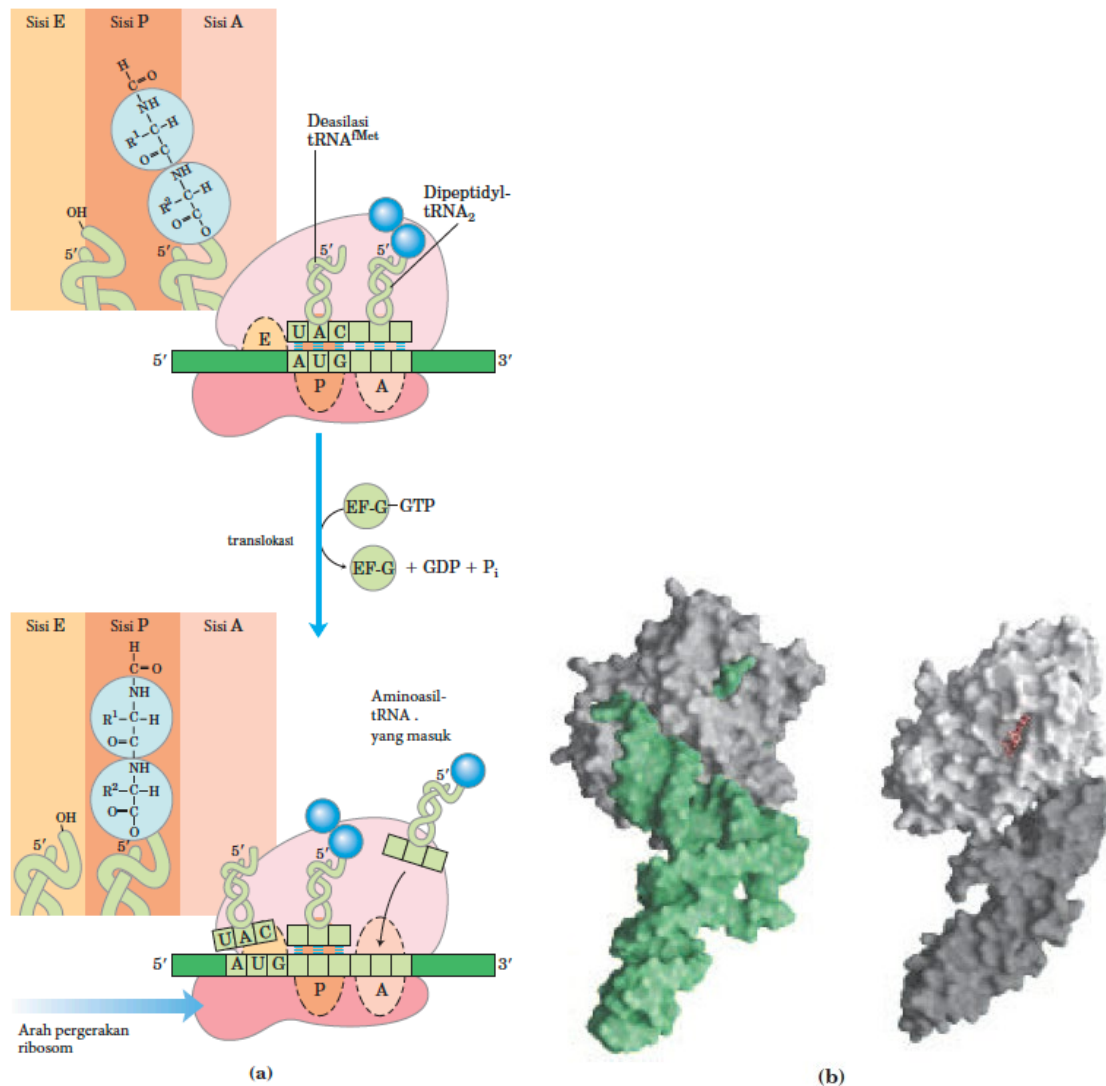 Sisi E
Sisi P
Sisi A
H
C=O
NH
R1–C–H
O=C
NH
R2–C–H
O=C
O
OH
5′
5′
Deasilasi
tRNAfMet
Dipeptidyl-
tRNA2
5′
5′
E
U A C
5′
A U G
3′
P
A
translokasi
EF-G–GTP
EF-G + GDP + Pi
Sisi E
Sisi P
Sisi A
H
C=O
NH
R1–C–H
O=C
NH
R2–C–H
O–C
O
OH
5′
5′
Aminoasil-
tRNA .
yang masuk
5′
5′
5′
U A C
5′
A U G
3′
P
A
Arah pergerakan
ribosom
(a)
(b)